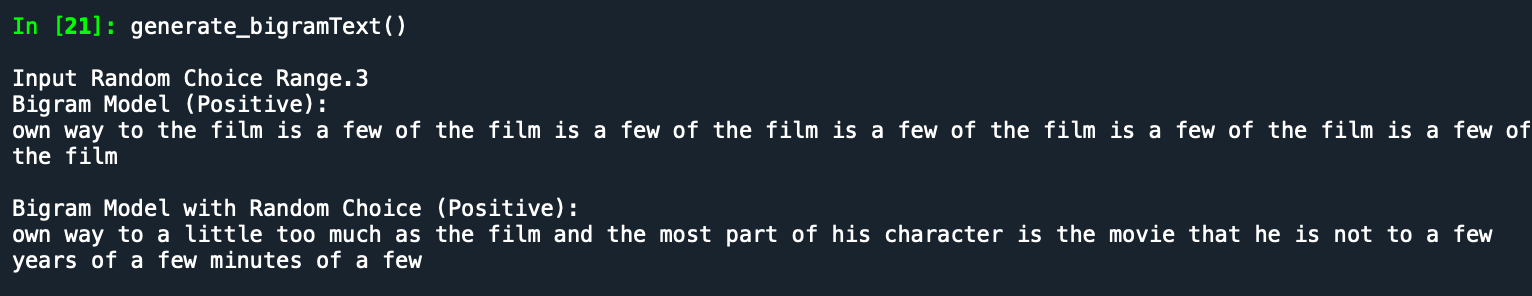 In [21]: generate_bigramText()
Input Random Choice Range.3
Bigram Model (Positive):
own way to the film is a few of the film is a few of the film is a few of the film is a few of the film is a few of
the film
Bigram Model with Random Choice (Positive):
own way to a little too much as the film and the most part of his character is the movie that he is not to a few
years of a few minutes of a few